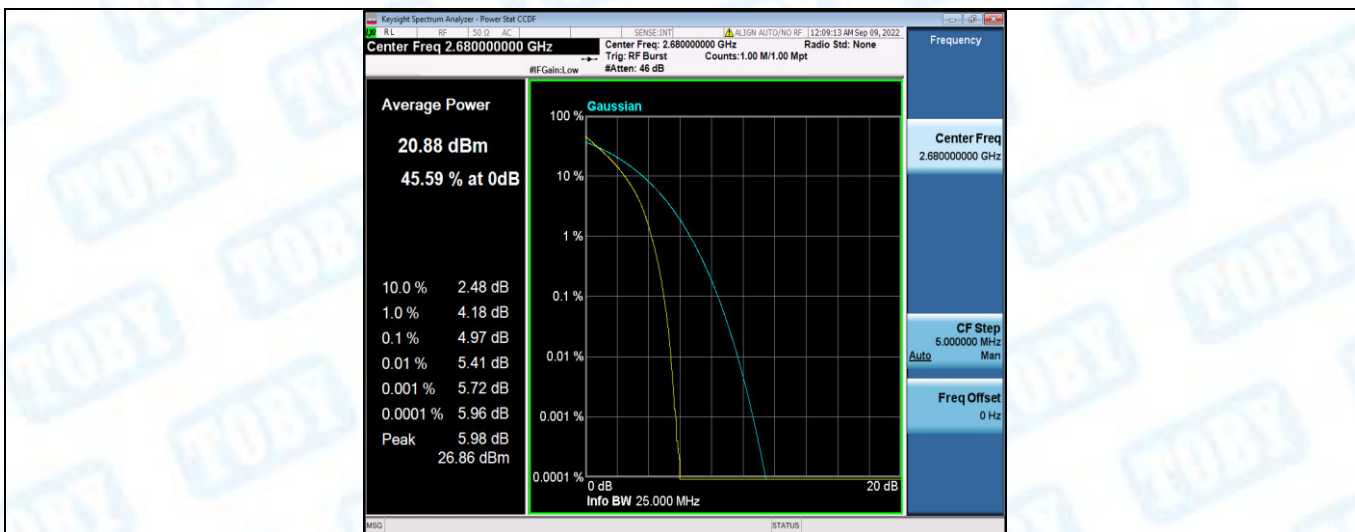 Keysight Spectrum Analyzer - Power Stat CCDF
RL RF 50 Ω AC SENSE:INT ALIGN AUTO/NO RF 12:09:13 AM Sep 09, 2022
Center Freq 2.680000000 GHz
Center Freq: 2.680000000 GHz Radio Std: None
Trig: RF Burst Counts:1.00 M/1.00 Mpt
#IFGain:Low #Atten: 46 dB
Average Power
20.88 dBm
45.59 % at 0dB
10.0 % 2.48 dB
1.0 % 4.18 dB
0.1 % 4.97 dB
0.01 % 5.41 dB
0.001 % 5.72 dB
0.0001 % 5.96 dB
Peak 5.98 dB
26.86 dBm
Gaussian
100 %
10 %
1 %
0.1 %
0.01 %
0.001 %
0.0001 %
0 dB 20 dB
Info BW 25.000 MHz
Frequency
Center Freq
2.680000000 GHz
CF Step
5.000000 MHz
Auto Man
Freq Offset
0 Hz
MSG STATUS
TOBY
TOBY
TOBY
TOBY
TOBY
TOBY
TOBY
TOBY